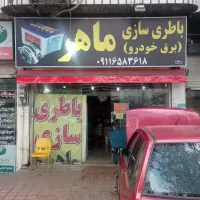 باطری سازی
(برق خودرو)
ماهر
۰۹۱۱۶۵۸۳۶۱۸
باطری
سازی